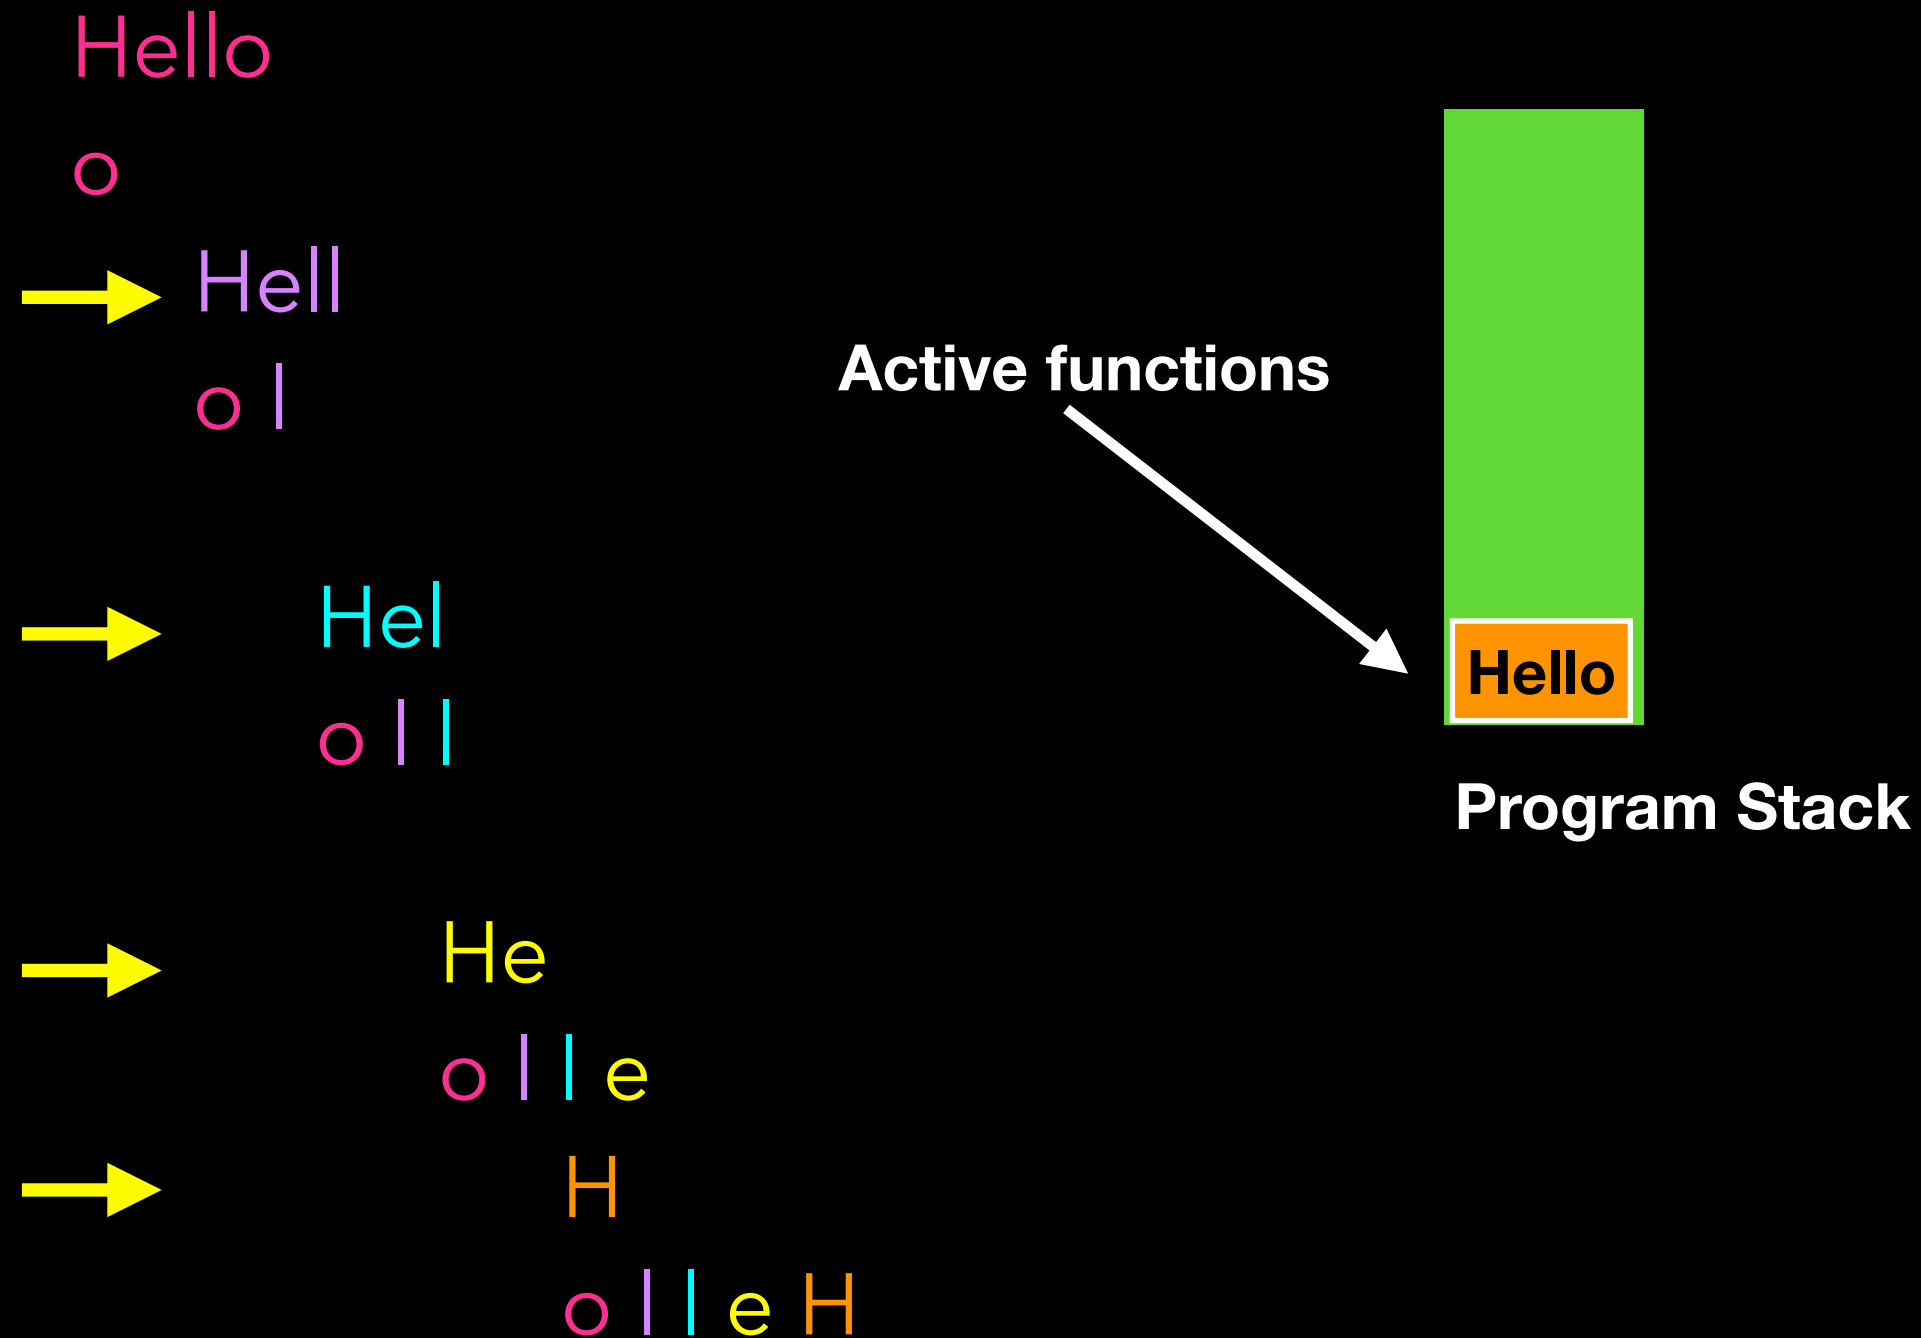 Hello
o
Hell
o l
Hel
o l l
He
o l l e
H
o l l e H
Active functions
Hello
Program Stack